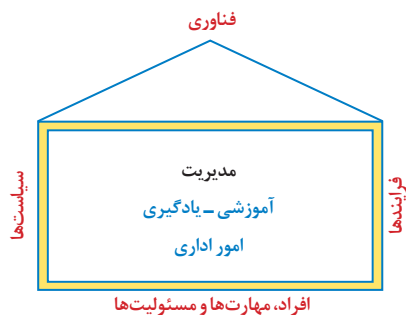 فناوری
مدیریت
آموزشی – یادگیری
امور اداری
سیاست‌ها
فرایندها
افراد، مهارت‌ها و مسئولیت‌ها